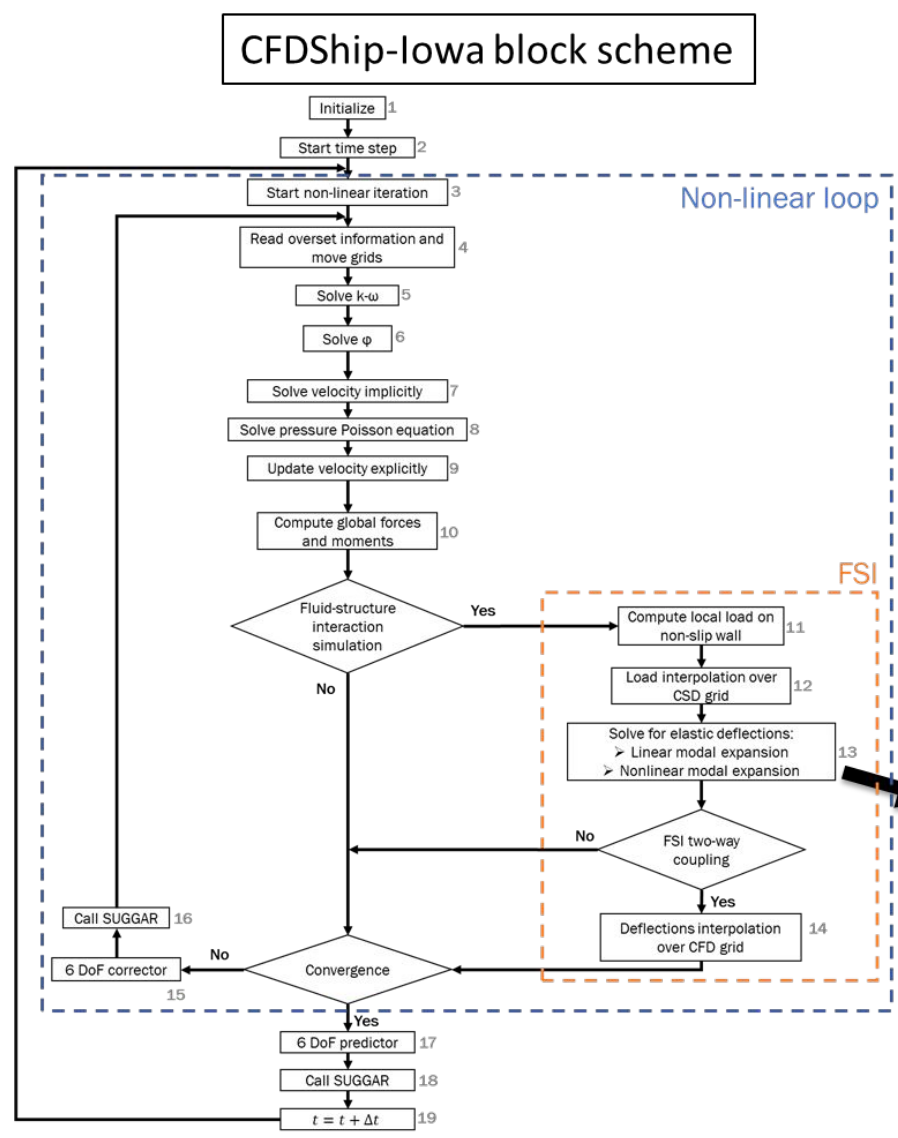 CFDShip-Iowa block scheme
Initialize 1
Start time step 2
Start non-linear iteration 3
Non-linear loop
Read overset information and
move grids
4
Solve k-ω 5
Solve φ 6
Solve velocity implicitly 7
Solve pressure Poisson equation 8
Update velocity explicitly 9
Compute global forces
and moments
10
FSI
Fluid-structure
interaction
simulation
Yes
No
Compute local load on
non-slip wall
11
Load interpolation over
CSD grid
12
Solve for elastic deflections:
➢ Linear modal expansion
➢ Nonlinear modal expansion
13
No
FSI two-way
coupling
Yes
Deflections interpolation
over CFD grid
14
Call SUGGAR 16
No
6 DoF corrector
15
Convergence
Yes
6 DoF predictor 17
Call SUGGAR 18
t = t + Δt 19